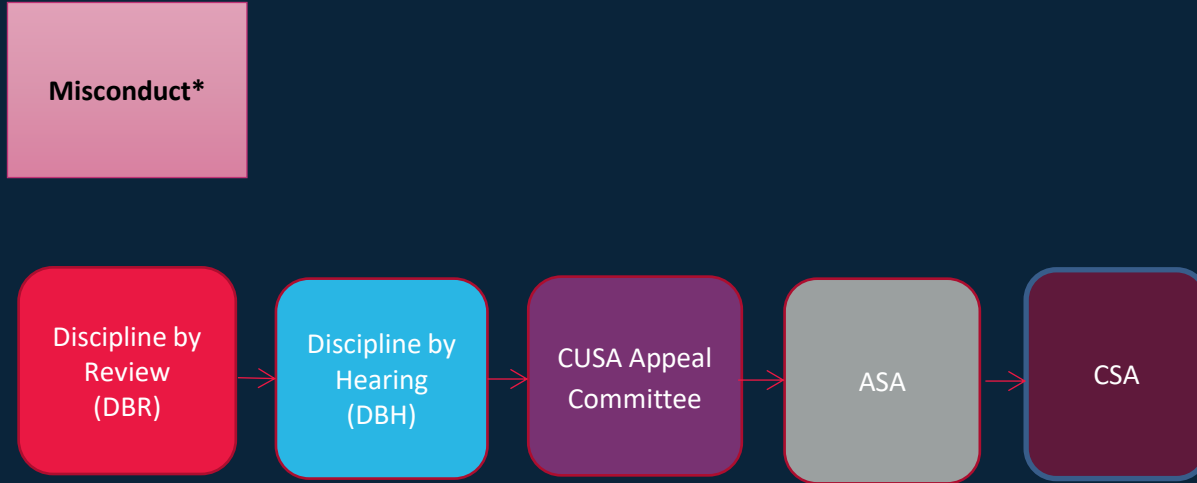 Misconduct*
Discipline by
Review
(DBR)
Discipline by
Hearing
(DBH)
CUSA Appeal
Committee
ASA
CSA